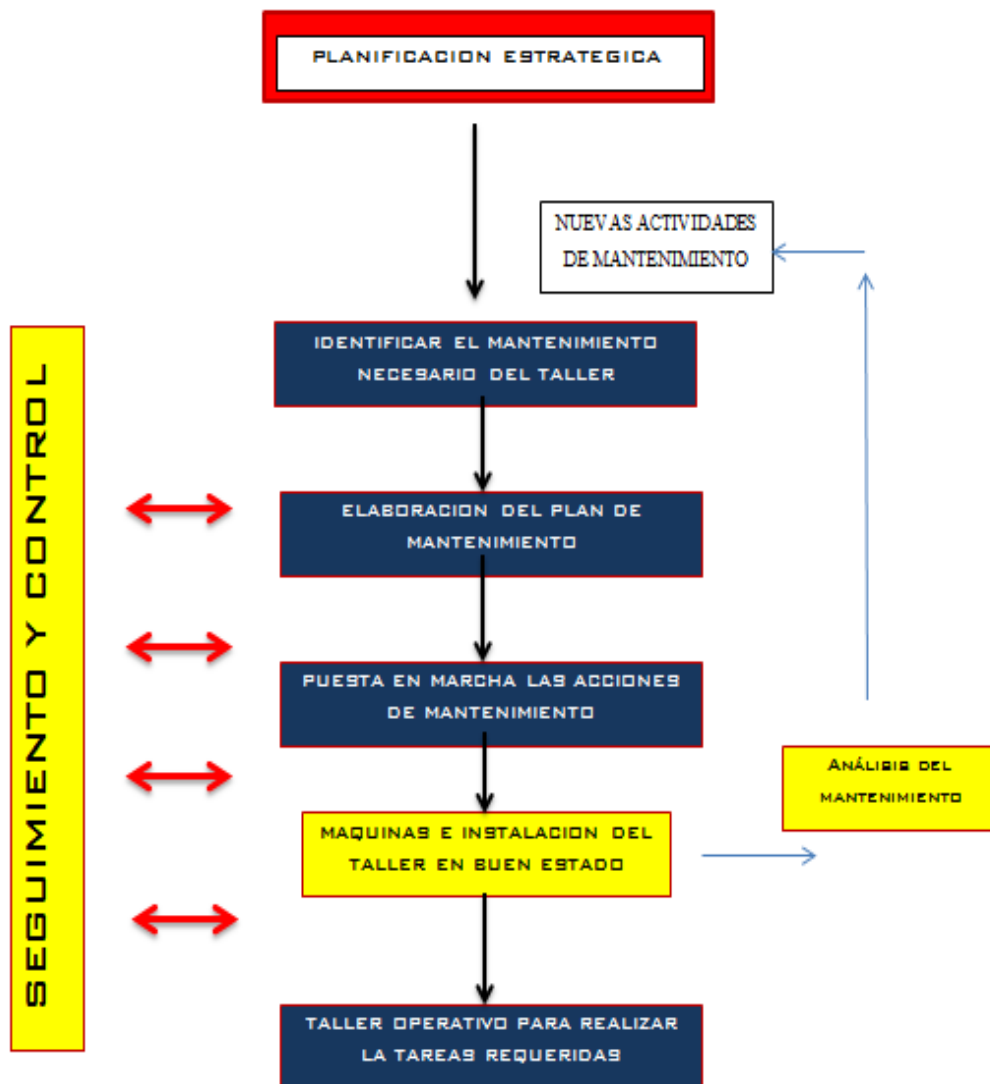 PLANIFICACION ESTRATEGICA
NUEVAS ACTIVIDADES
DE MANTENIMIENTO
IDENTIFICAR EL MANTENIMIENTO
NECESARIO DEL TALLER
SEGUIMIENTO Y CONTROL
ELABORACION DEL PLAN DE
MANTENIMIENTO
PUESTA EN MARCHA LAS ACCIONES
DE MANTENIMIENTO
ANÁLISIS DEL
MANTENIMIENTO
MAQUINAS E INSTALACION DEL
TALLER EN BUEN ESTADO
TALLER OPERATIVO PARA REALIZAR
LA TAREAS REQUERIDAS